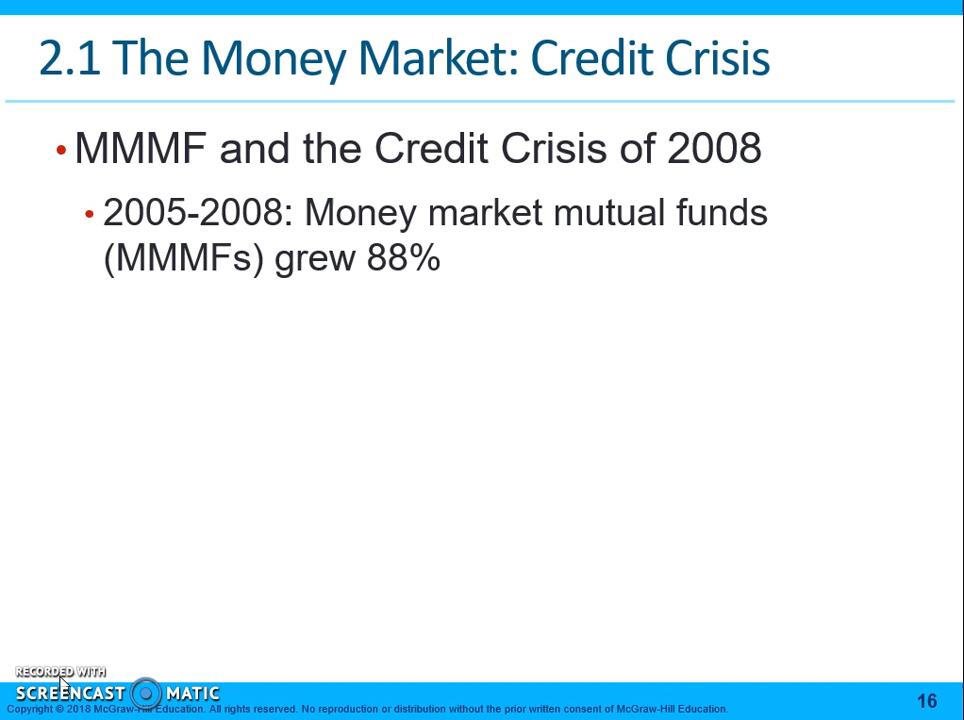 2.1 The Money Market: Credit Crisis
• MMMF and the Credit Crisis of 2008
• 2005-2008: Money market mutual funds
(MMMFs) grew 88%
RECORDED WITH
SCREENCAST MATIC
Copyright © 2018 McGraw-Hill Education. All rights reserved. No reproduction or distribution without the prior written consent of McGraw-Hill Education.
16